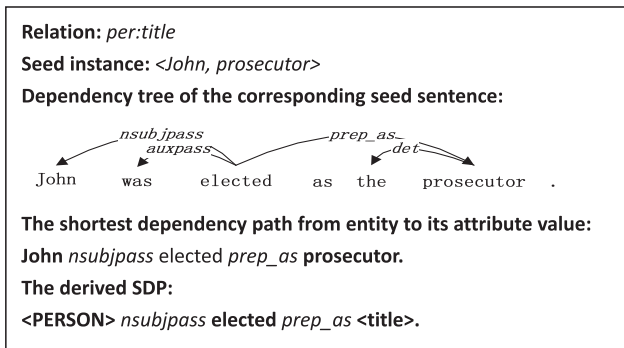 Relation: per:title
Seed instance: <John, prosecutor>
Dependency tree of the corresponding seed sentence:
nsubjpass prep_as
auxpass det
John was elected as the prosecutor .
The shortest dependency path from entity to its attribute value:
John nsubjpass elected prep_as prosecutor.
The derived SDP:
<PERSON> nsubjpass elected prep_as <title>.